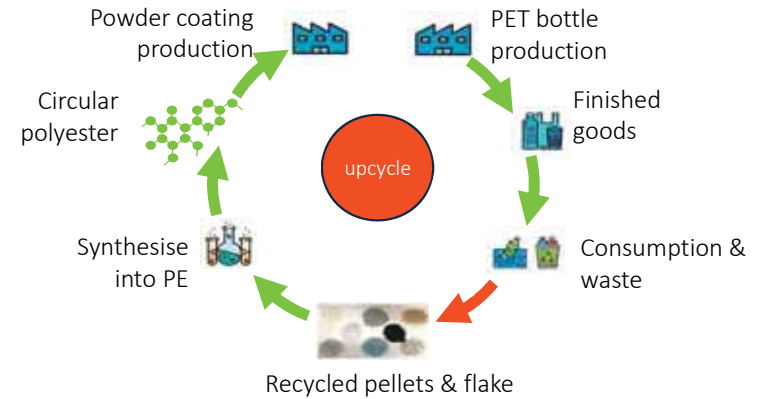 Powder coating
production
PET bottle
production
Finished
goods
Circular
polyester
upcycle
Synthesise
into PE
Consumption &
waste
Recycled pellets & flake